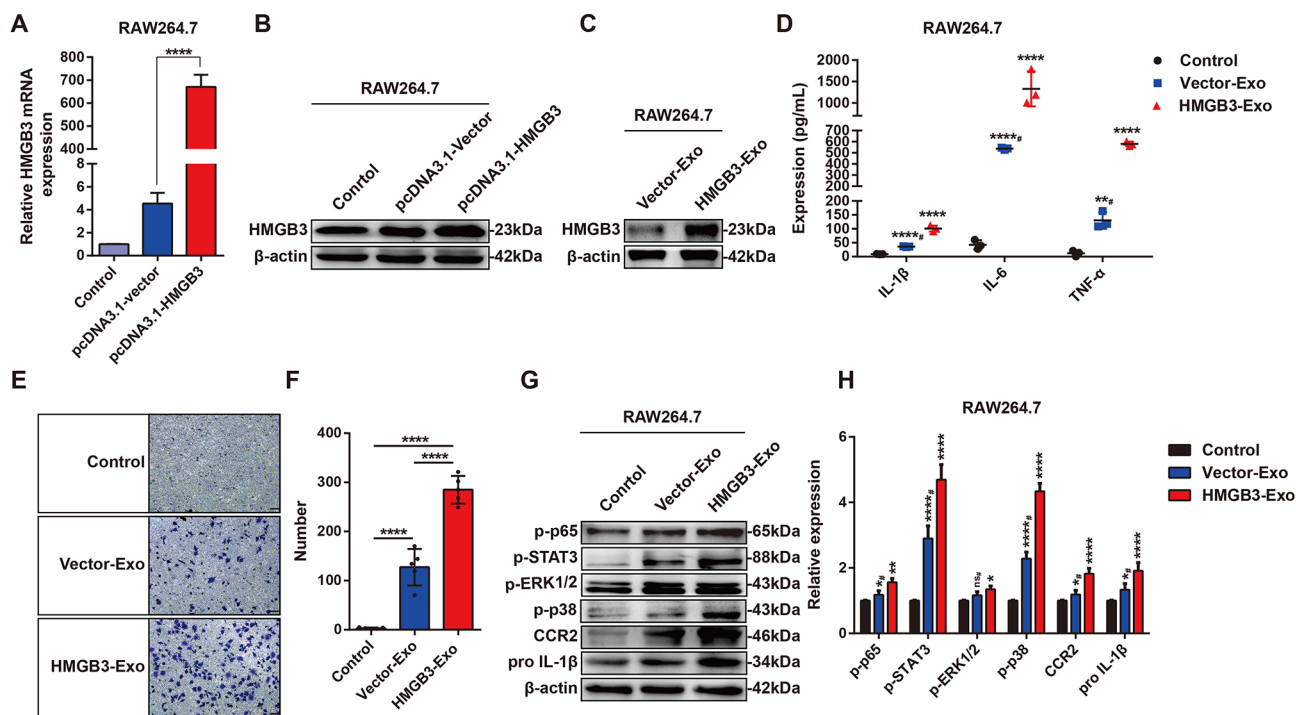 A
RAW264.7
****
Relative HMGB3 mRNA
expression
800
700
600
500
400
8
6
4
2
0
Control
pcDNA3.1-vector
pcDNA3.1-HMGB3
B
RAW264.7
Conrtol
pcDNA3.1-Vector
pcDNA3.1-HMGB3
HMGB3
-23kDa
β-actin
-42kDa
C
RAW264.7
Vector-Exo
HMGB3-Exo
HMGB3
-23kDa
β-actin
-42kDa
D
RAW264.7
Expression (pg/mL)
2000
1500
1000
700
600
500
400
200
150
100
50
0
****#
****
****#
****
**#
****
IL-1β
IL-6
TNF-α
Control
Vector-Exo
HMGB3-Exo
E
Control
Vector-Exo
HMGB3-Exo
F
Number
400
300
200
100
0
****
****
****
Control
Vector-Exo
HMGB3-Exo
G
RAW264.7
Conrtol
Vector-Exo
HMGB3-Exo
p-p65
-65kDa
p-STAT3
-88kDa
p-ERK1/2
-43kDa
p-p38
-43kDa
CCR2
-46kDa
pro IL-1β
-34kDa
β-actin
-42kDa
H
RAW264.7
Relative expression
6
4
2
0
*#
**
****#
****
ns#
*
****#
****
*#
****
*#
****
p-p65
p-STAT3
p-ERK1/2
p-p38
CCR2
pro IL-1β
Control
Vector-Exo
HMGB3-Exo